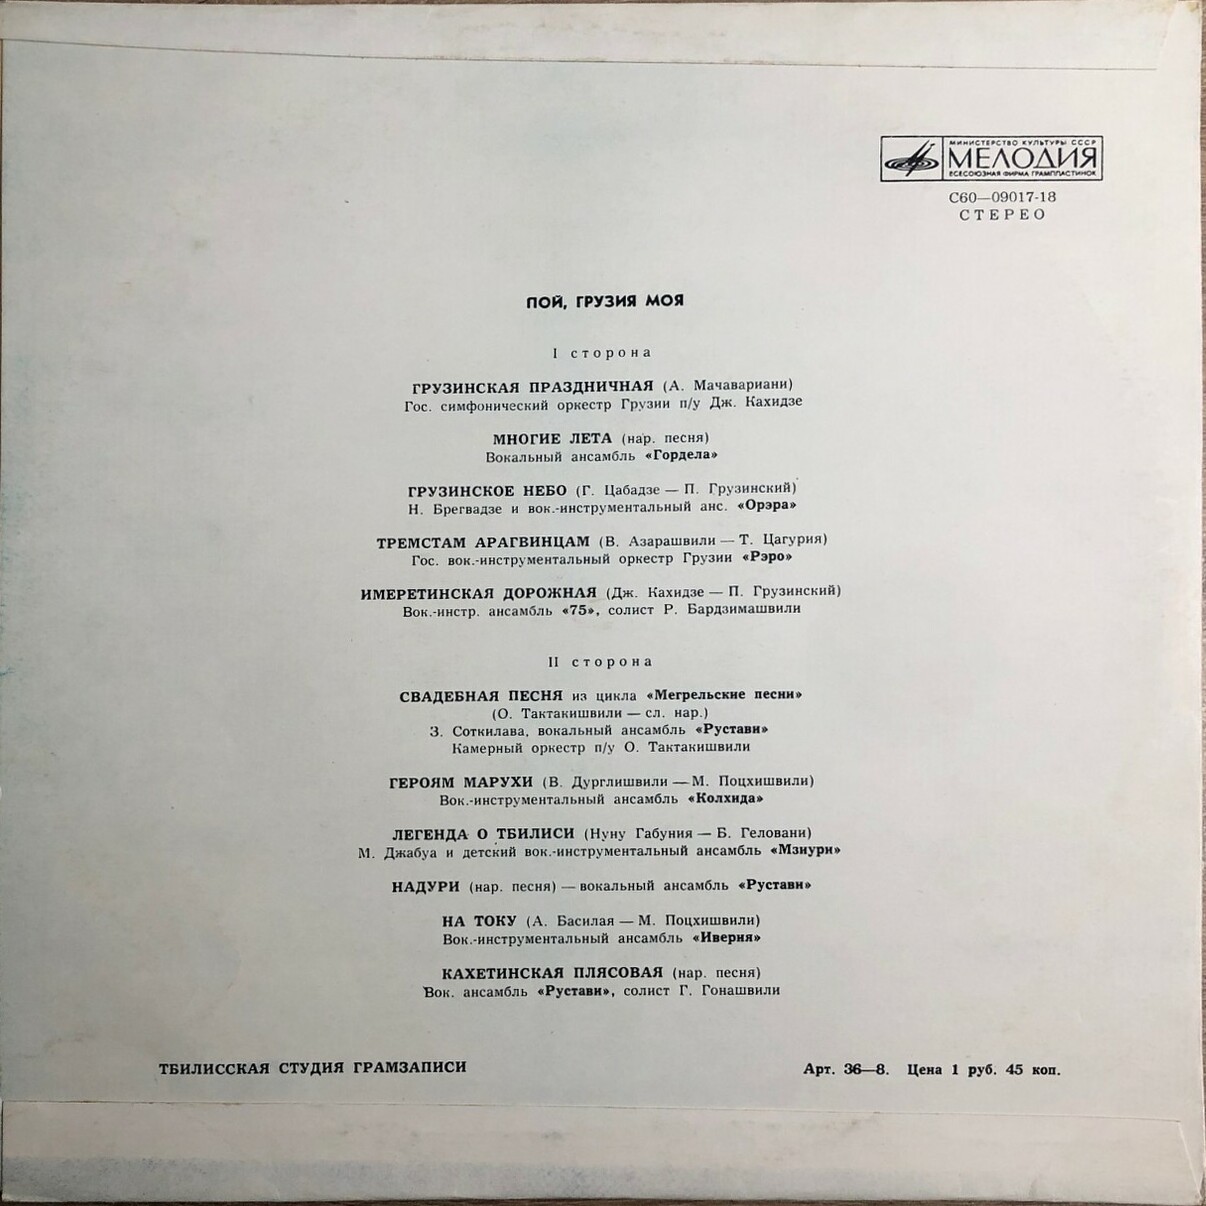 МИНИСТЕРСТВО КУЛЬТУРЫ СССР
МЕЛОДИЯ
ВСЕСОЮЗНАЯ ФИРМА ГРАМПЛАСТИНОК
С60—09017-18
СТЕРЕО
ПОЙ, ГРУЗИЯ МОЯ
I сторона
ГРУЗИНСКАЯ ПРАЗДНИЧНАЯ (А. Мачавариани)
Гос. симфонический оркестр Грузии п/у Дж. Кахидзе
МНОГИЕ ЛЕТА (нар. песня)
Вокальный ансамбль «Гордела»
ГРУЗИНСКОЕ НЕБО (Г. Цабадзе — П. Грузинский)
Н. Брегвадзе и вок.-инструментальный анс. «Орэра»
ТРЕМСТАМ АРАГВИНЦАМ (В. Азарашвили — Т. Цагурия)
Гос. вок.-инструментальный оркестр Грузии «Рэро»
ИМЕРЕТИНСКАЯ ДОРОЖНАЯ (Дж. Кахидзе — П. Грузинский)
Вок.-инстр. ансамбль «75», солист Р. Бардзимашвили
II сторона
СВАДЕБНАЯ ПЕСНЯ из цикла «Мегрельские песни»
(О. Тактакишвили — сл. нар.)
З. Соткилава, вокальный ансамбль «Рустави»
Камерный оркестр п/у О. Тактакишвили
ГЕРОЯМ МАРУХИ (В. Дурглишвили — М. Поцхишвили)
Вок.-инструментальный ансамбль «Колхида»
ЛЕГЕНДА О ТБИЛИСИ (Нуну Габуния — Б. Геловани)
М. Джабуа и детский вок.-инструментальный ансамбль «Мзиури»
НАДУРИ (нар. песня) — вокальный ансамбль «Рустави»
НА ТОКУ (А. Басилая — М. Поцхишвили)
Вок.-инструментальный ансамбль «Иверия»
КАХЕТИНСКАЯ ПЛЯСОВАЯ (нар. песня)
Вок. ансамбль «Рустави», солист Г. Гонашвили
ТБИЛИССКАЯ СТУДИЯ ГРАМЗАПИСИ
Арт. 36—8. Цена 1 руб. 45 коп.